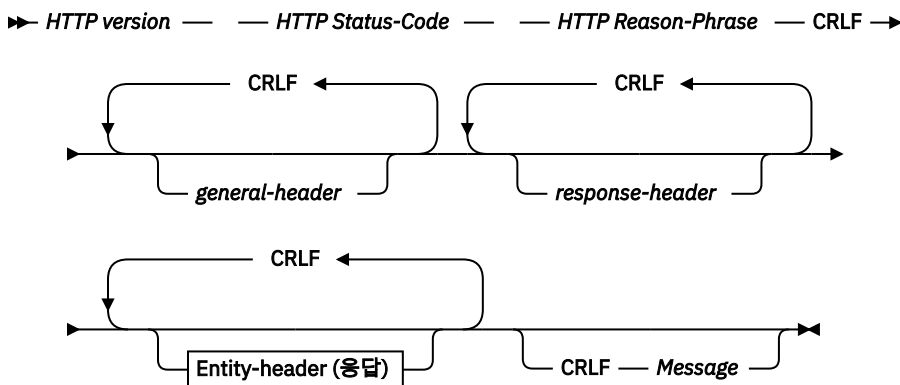 HTTP version HTTP Status-Code HTTP Reason-Phrase CRLF
CRLF CRLF
general-header response-header
CRLF
Entity-header (응답) CRLF Message